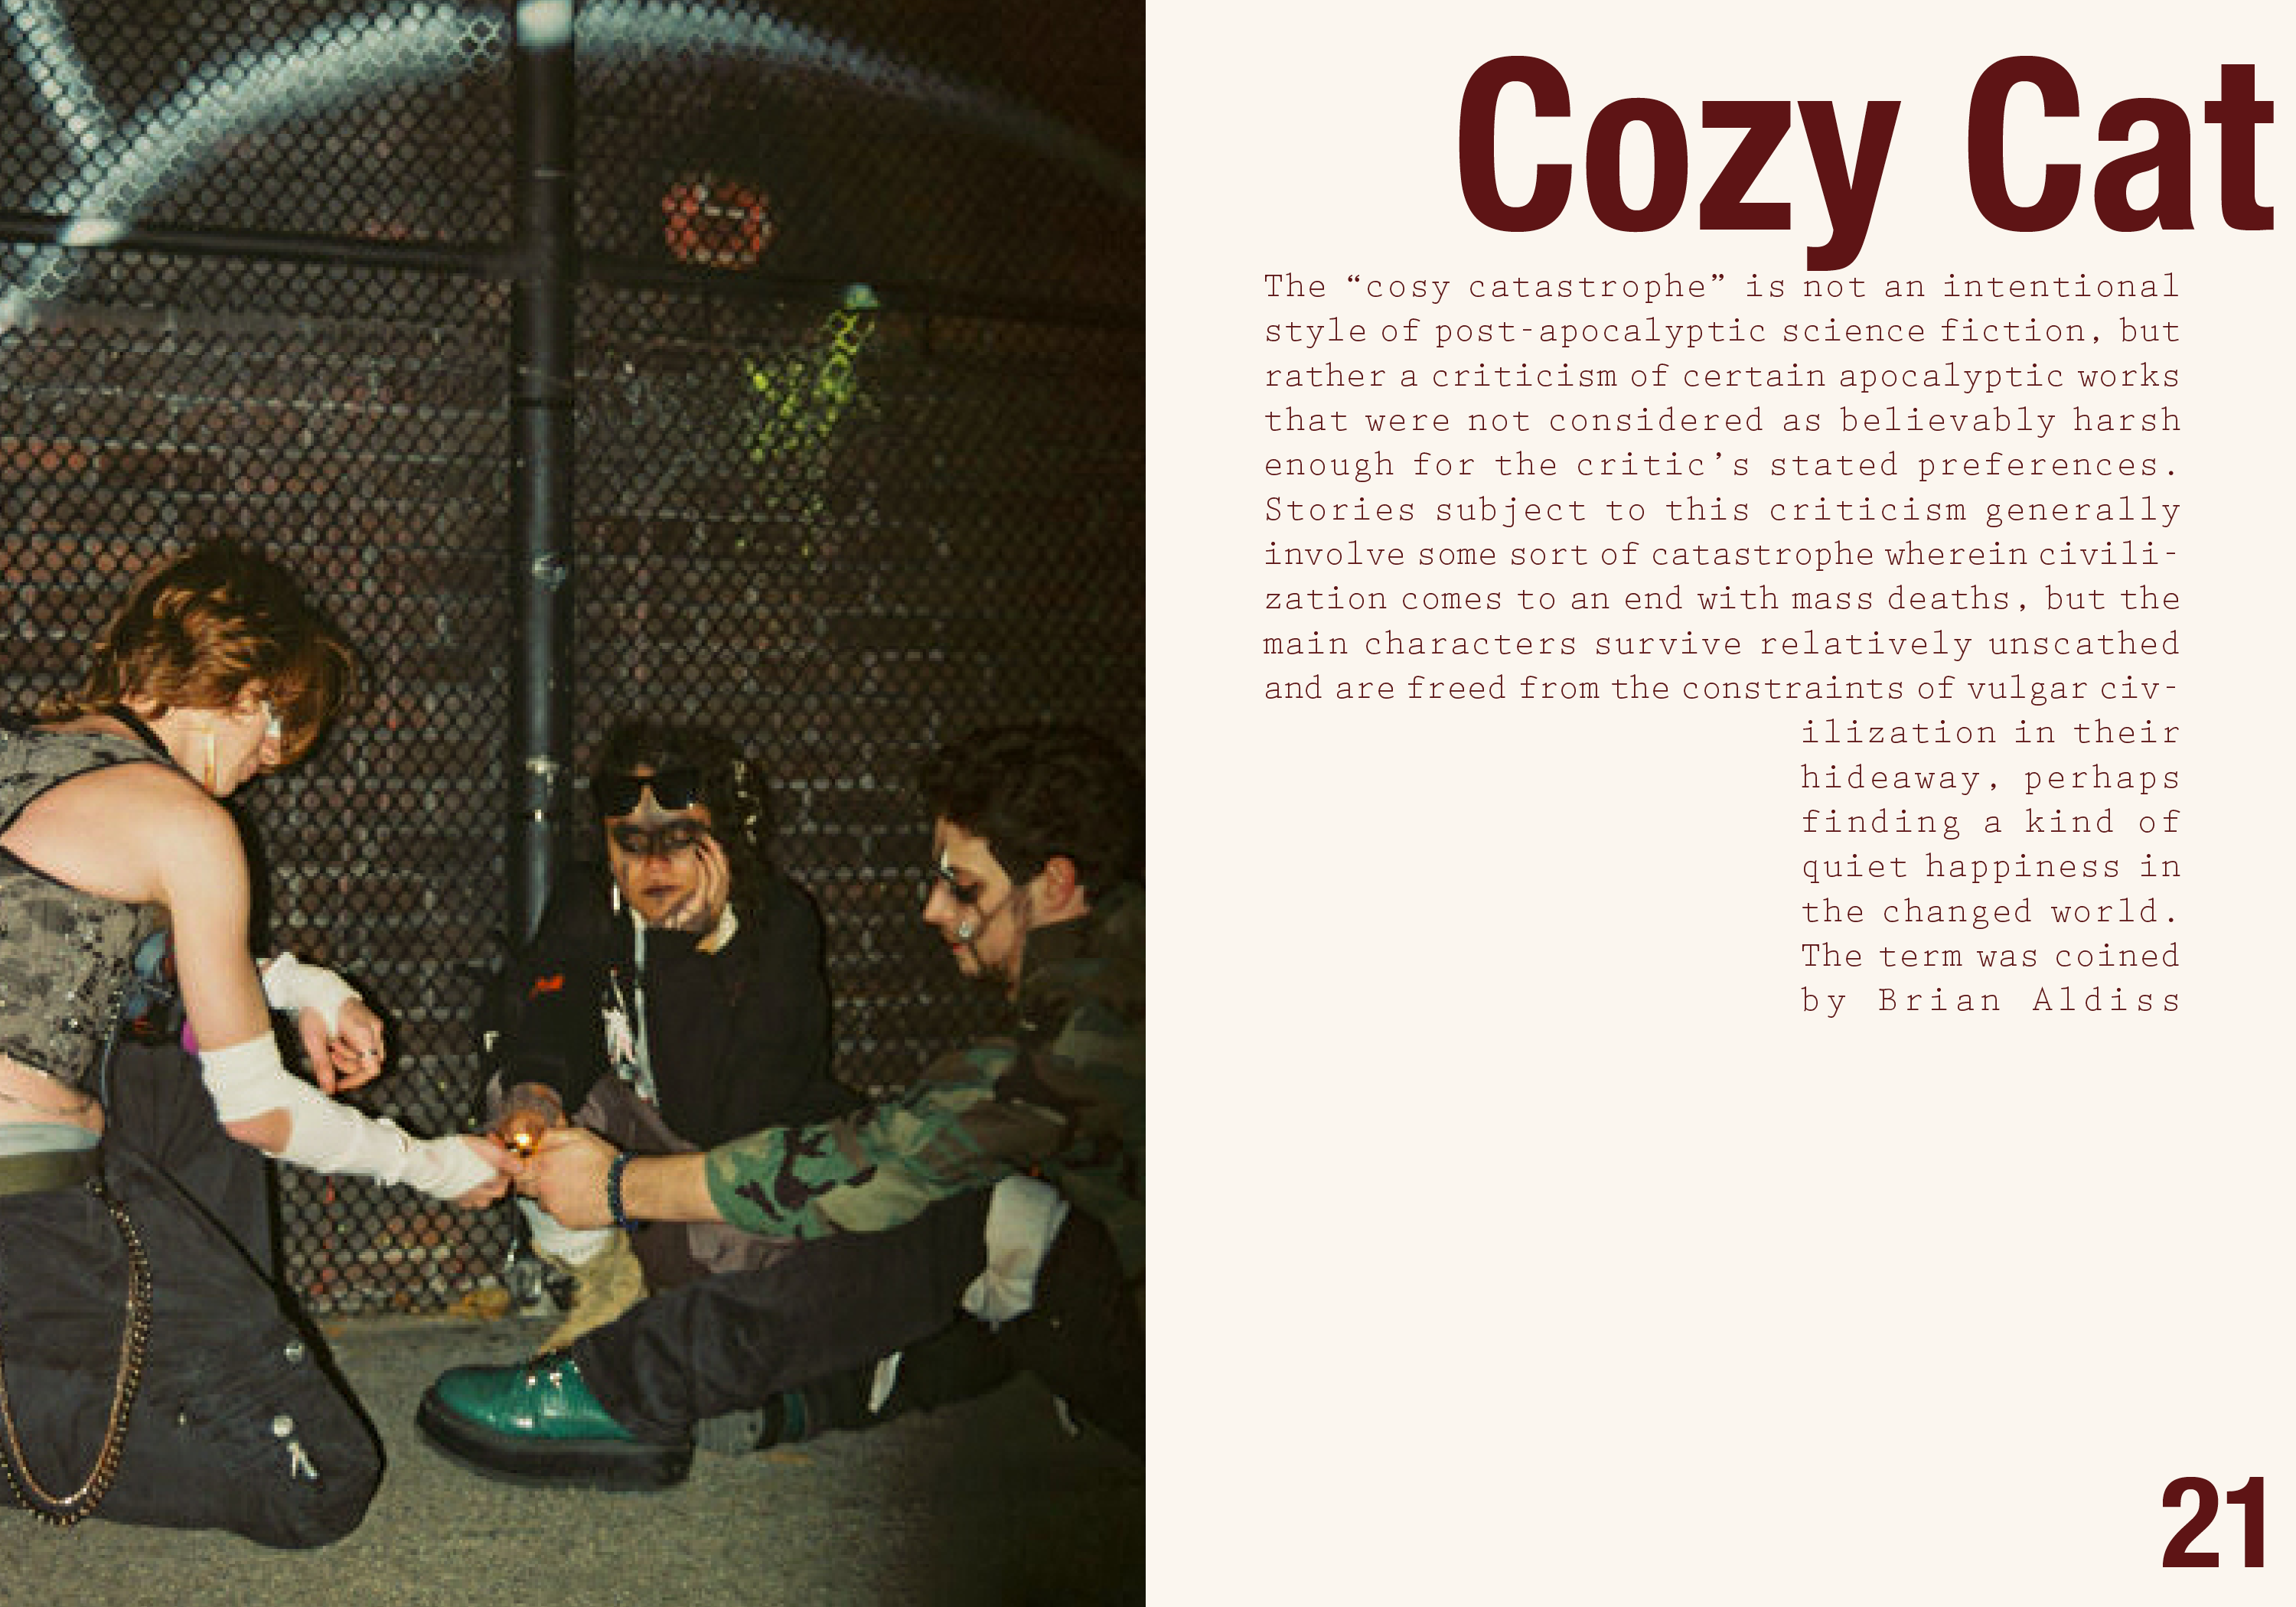 Cozy Cat
The “cosy catastrophe” is not an intentional
style of post-apocalyptic science fiction, but
rather a criticism of certain apocalyptic works
that were not considered as believably harsh
enough for the critic’s stated preferences.
Stories subject to this criticism generally
involve some sort of catastrophe wherein civili-
zation comes to an end with mass deaths, but the
main characters survive relatively unscathed
and are freed from the constraints of vulgar civ-
ilization in their
hideaway, perhaps
finding a kind of
quiet happiness in
the changed world.
The term was coined
by Brian Aldiss
21